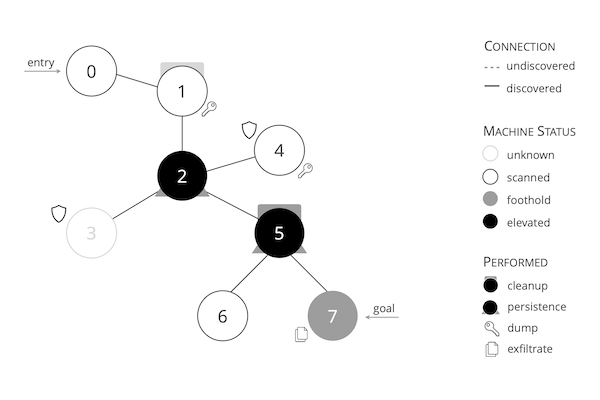 entry
0
1
2
3
4
5
6
7
goal
CONNECTION
undiscovered
discovered
MACHINE STATUS
unknown
scanned
foothold
elevated
PERFORMED
cleanup
persistence
dump
exfiltrate